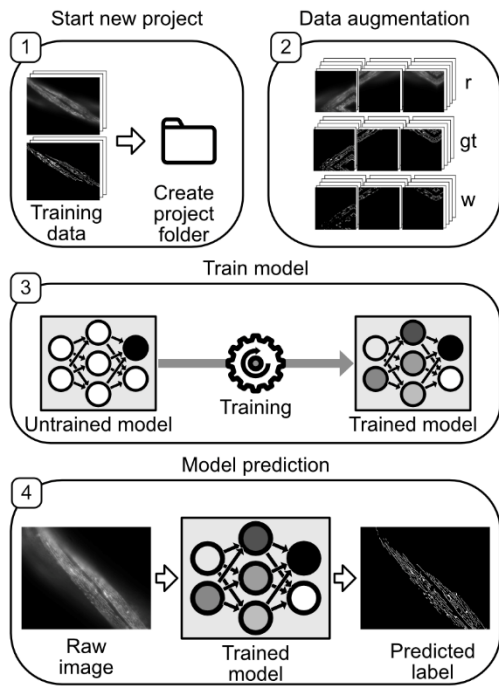 Start new project
1
Training
data
Create
project
folder
Data augmentation
2
r
gt
w
Train model
3
Untrained model
Training
Trained model
Model prediction
4
Raw
image
Trained
model
Predicted
label